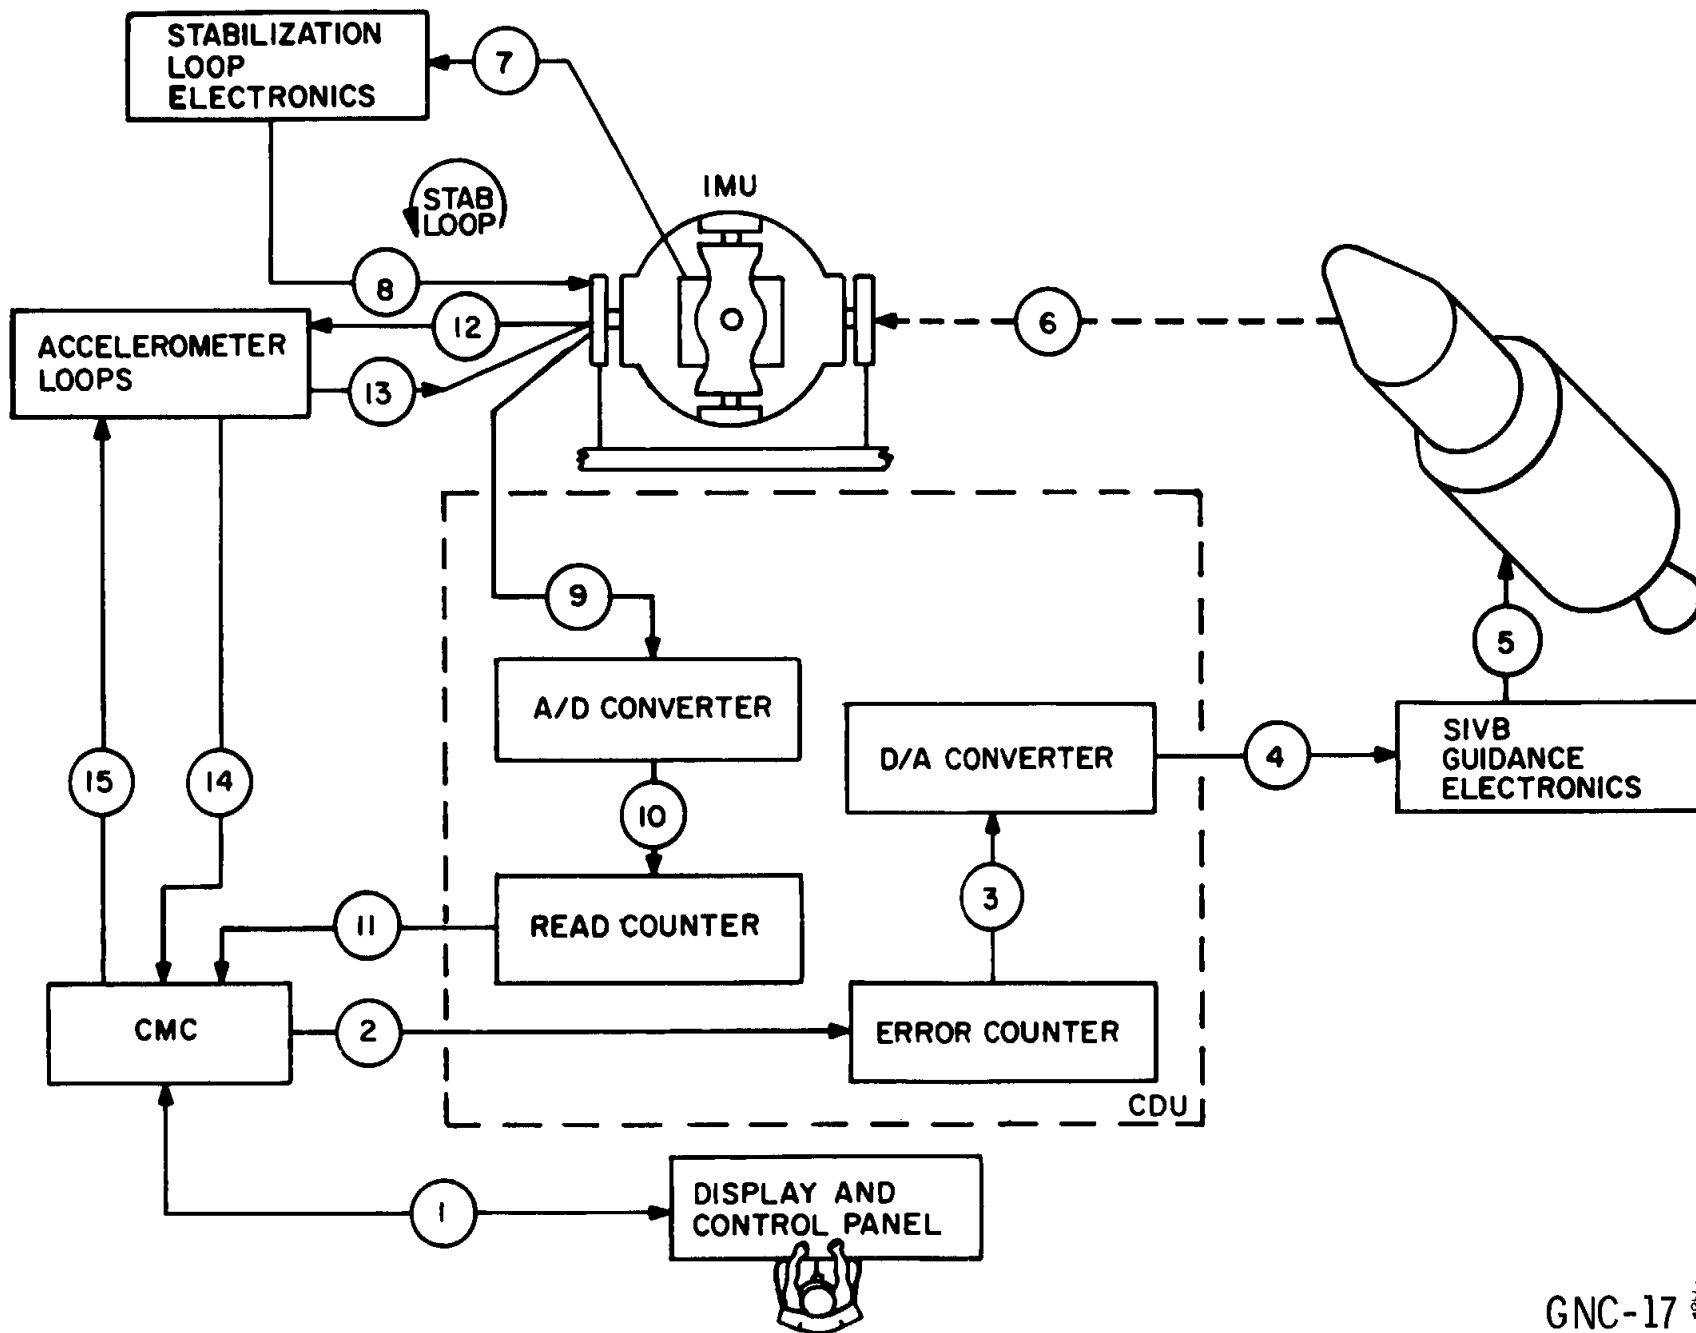 STABILIZATION
LOOP
ELECTRONICS
7
STAB
LOOP
IMU
8
12
6
ACCELEROMETER
LOOPS
13
9
5
A/D CONVERTER
D/A CONVERTER
4
SIVB
GUIDANCE
ELECTRONICS
15
14
10
3
11
READ COUNTER
CMC
2
ERROR COUNTER
CDU
1
DISPLAY AND
CONTROL PANEL
GNC-17